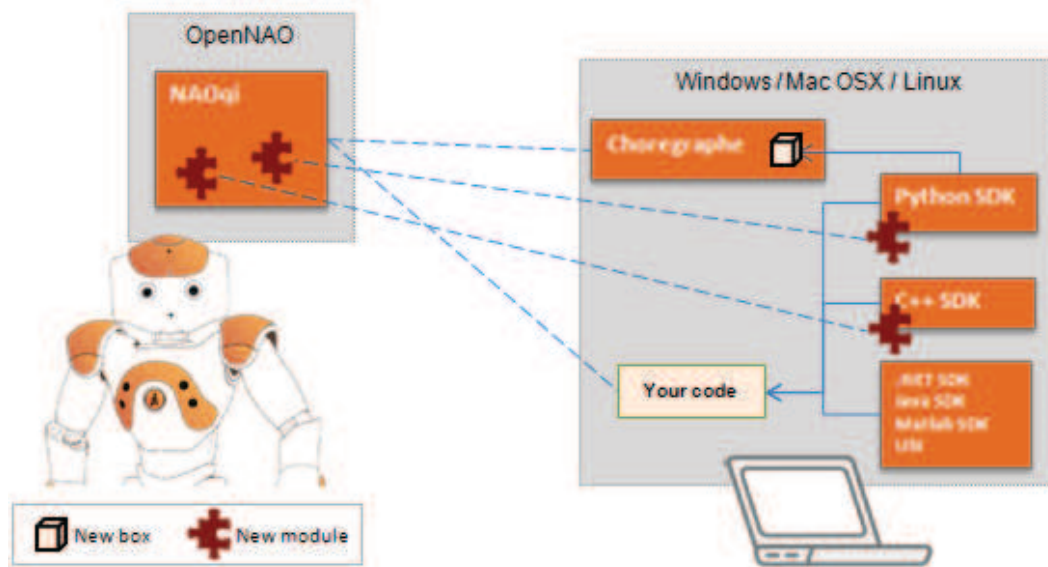 OpenNAO
NAOqi
Windows / Mac OSX / Linux
Choregraphe
Python SDK
C++ SDK
Your code
.NET SDK
Java SDK
Matlab SDK
New box
New module